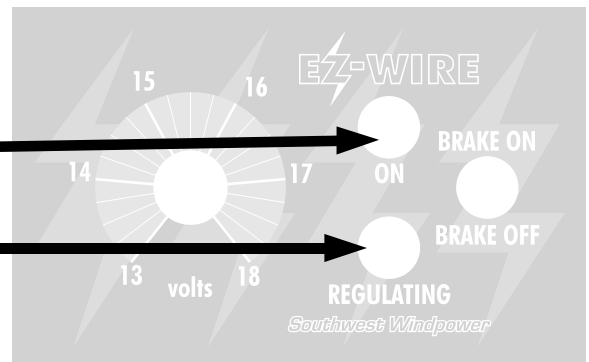 EZ-WIRE
15
16
BRAKE ON
14
17
ON
BRAKE OFF
13
volts
18
REGULATING
Southwest Windpower